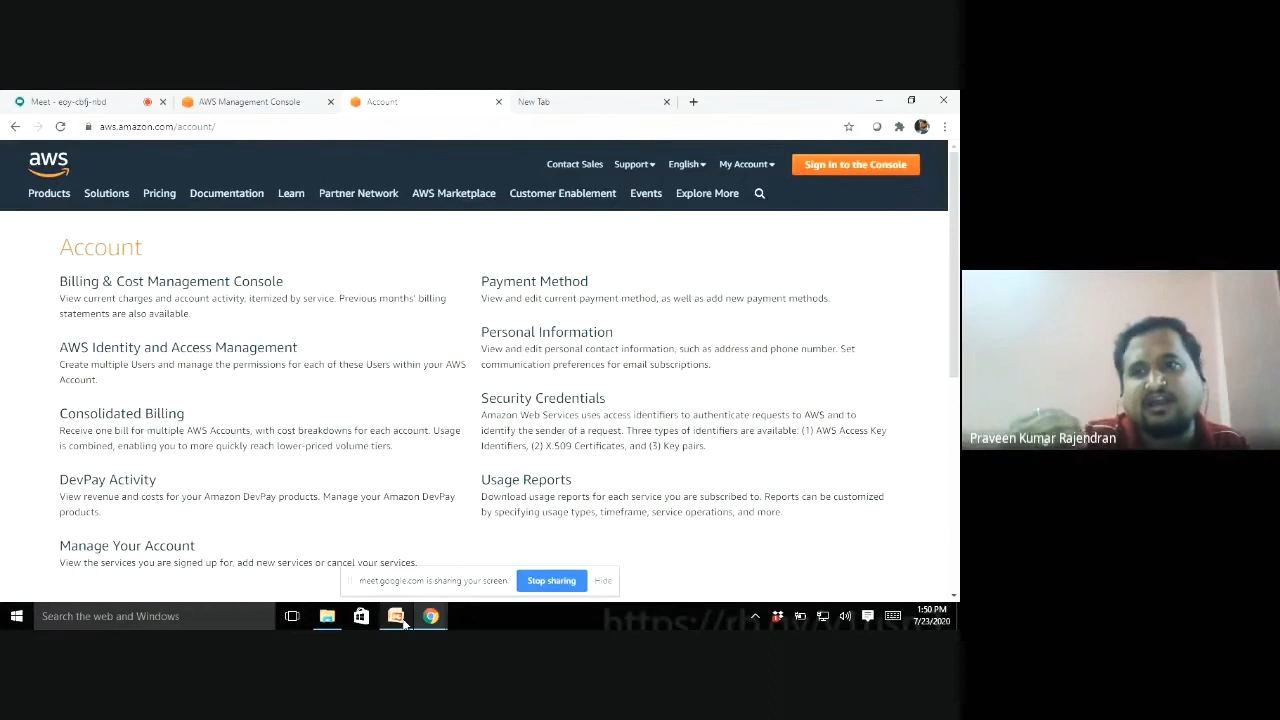 Meet - eoy-cbfj-nbd
AWS Management Console
Account
New Tab
aws.amazon.com/account/
aws
Contact Sales
Support
English
My Account
Sign In to the Console
Products
Solutions
Pricing
Documentation
Learn
Partner Network
AWS Marketplace
Customer Enablement
Events
Explore More
Account
Billing & Cost Management Console
View current charges and account activity, itemized by service. Previous months' billing
statements are also available.
AWS Identity and Access Management
Create multiple Users and manage the permissions for each of these Users within your AWS
Account.
Consolidated Billing
Receive one bill for multiple AWS Accounts, with cost breakdowns for each account. Usage
is combined, enabling you to more quickly reach lower-priced volume tiers.
DevPay Activity
View revenue and costs for your Amazon DevPay products. Manage your Amazon DevPay
products.
Manage Your Account
View the services you are signed up for, add new services or cancel your services.
Payment Method
View and edit current payment method, as well as add new payment methods.
Personal Information
View and edit personal contact information, such as address and phone number. Set
communication preferences for email subscriptions.
Security Credentials
Amazon Web Services uses access identifiers to authenticate requests to AWS and to
identify the sender of a request. Three types of identifiers are available: (1) AWS Access Key
Identifiers, (2) X.509 Certificates, and (3) Key pairs.
Usage Reports
Download usage reports for each service you are subscribed to. Reports can be customized
by specifying usage types, timeframe, service operations, and more.
meet.google.com is sharing your screen.
Stop sharing
Hide
Praveen Kumar Rajendran
Search the web and Windows
1:50 PM
7/23/2020